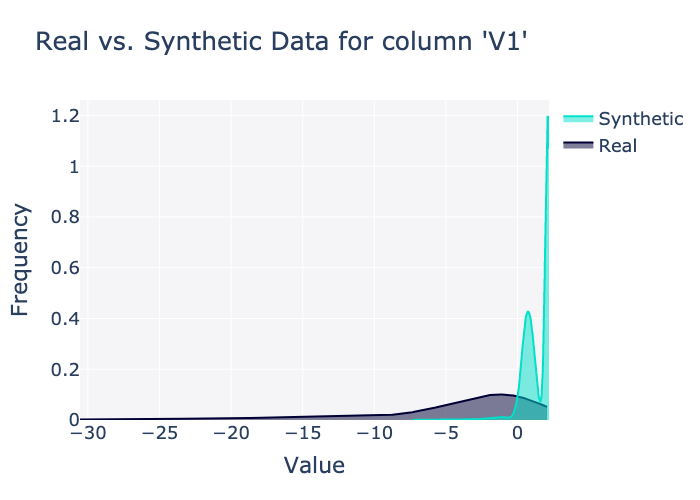 Real vs. Synthetic Data for column 'V1'
1.2
1
0.8
0.6
0.4
0.2
0
Frequency
−30
−25
−20
−15
−10
−5
0
Value
Synthetic
Real